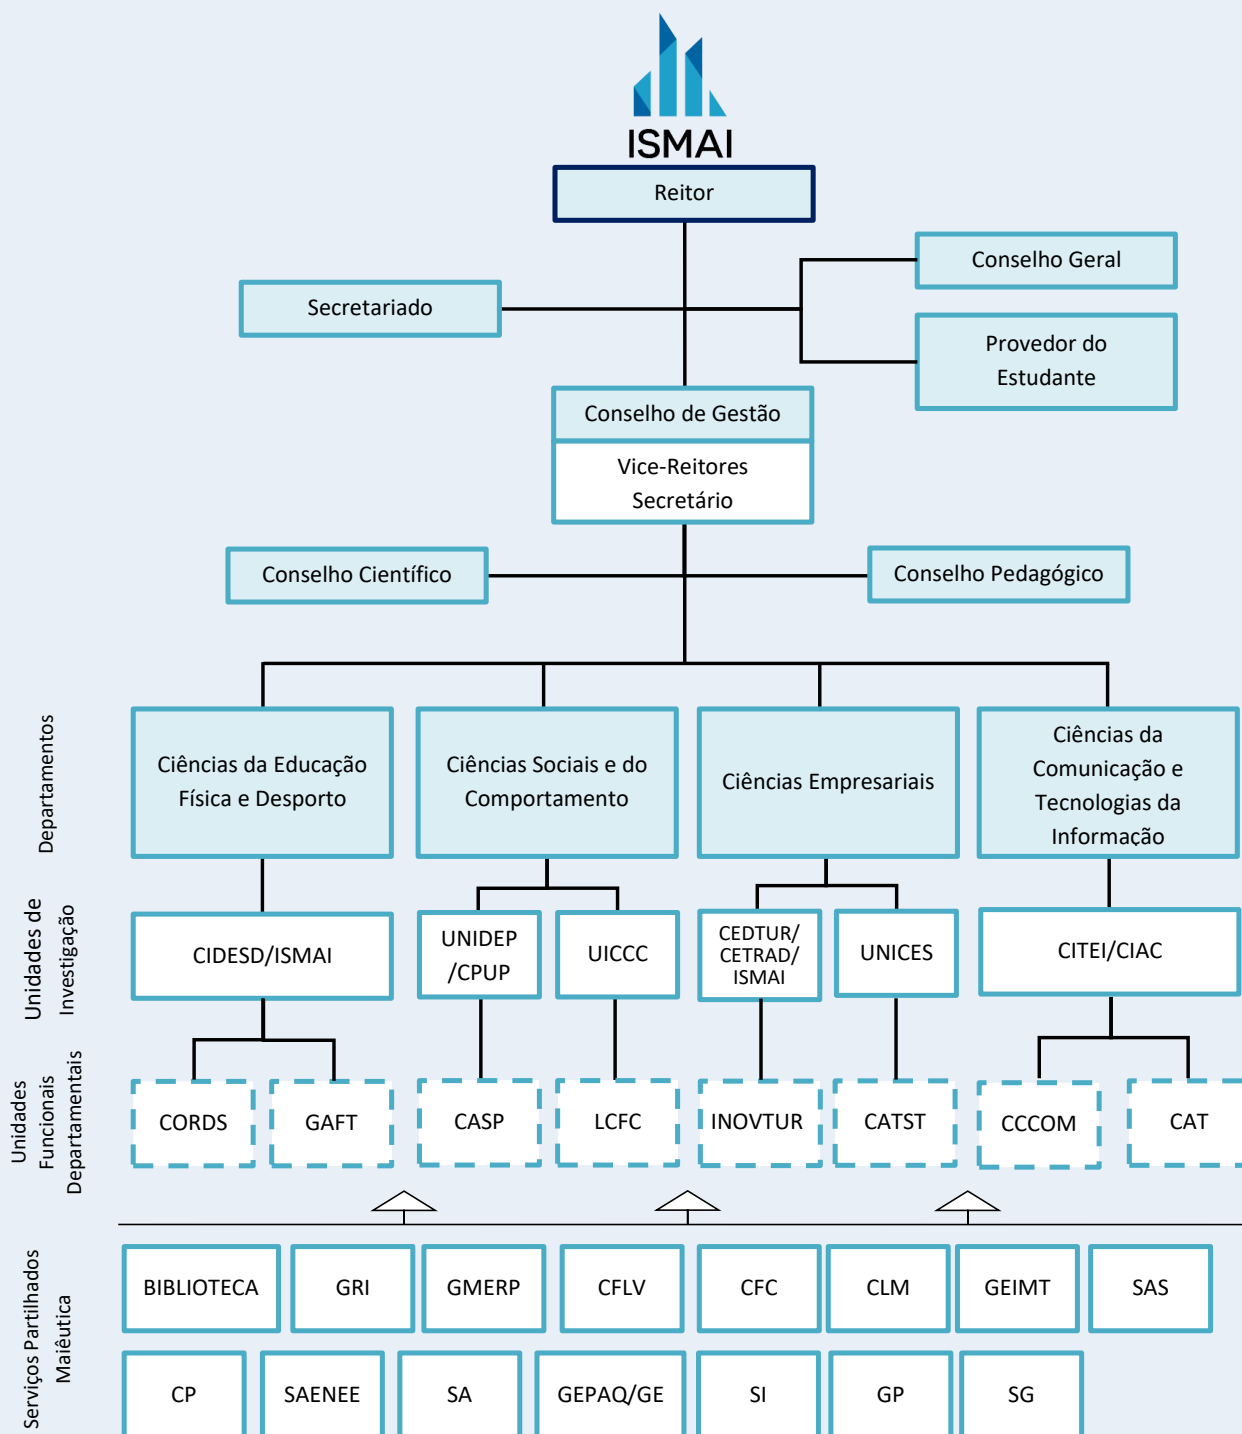 ISMAI
Reitor
Conselho Geral
Secretariado
Provedor do
Estudante
Conselho de Gestão
Vice-Reitores
Secretário
Conselho Científico
Conselho Pedagógico
Departamentos
Ciências da Educação
Física e Desporto
Ciências Sociais e do
Comportamento
Ciências Empresariais
Ciências da
Comunicação e
Tecnologias da
Informação
Unidades de
Investigação
CIDESD/ISMAI
UNIDEP
/CPUP
UICCC
CEDTUR/
CETRAD/
ISMAI
UNICES
CITEI/CIAC
Unidades
Funcionais
Departamentais
CORDS
GAFT
CASP
LCFC
INOVTUR
CATST
CCCOM
CAT
Serviços Partilhados
Maiêutica
BIBLIOTECA
GRI
GMERP
CFLV
CFC
CLM
GEIMT
SAS
CP
SAENEE
SA
GEPAQ/GE
SI
GP
SG